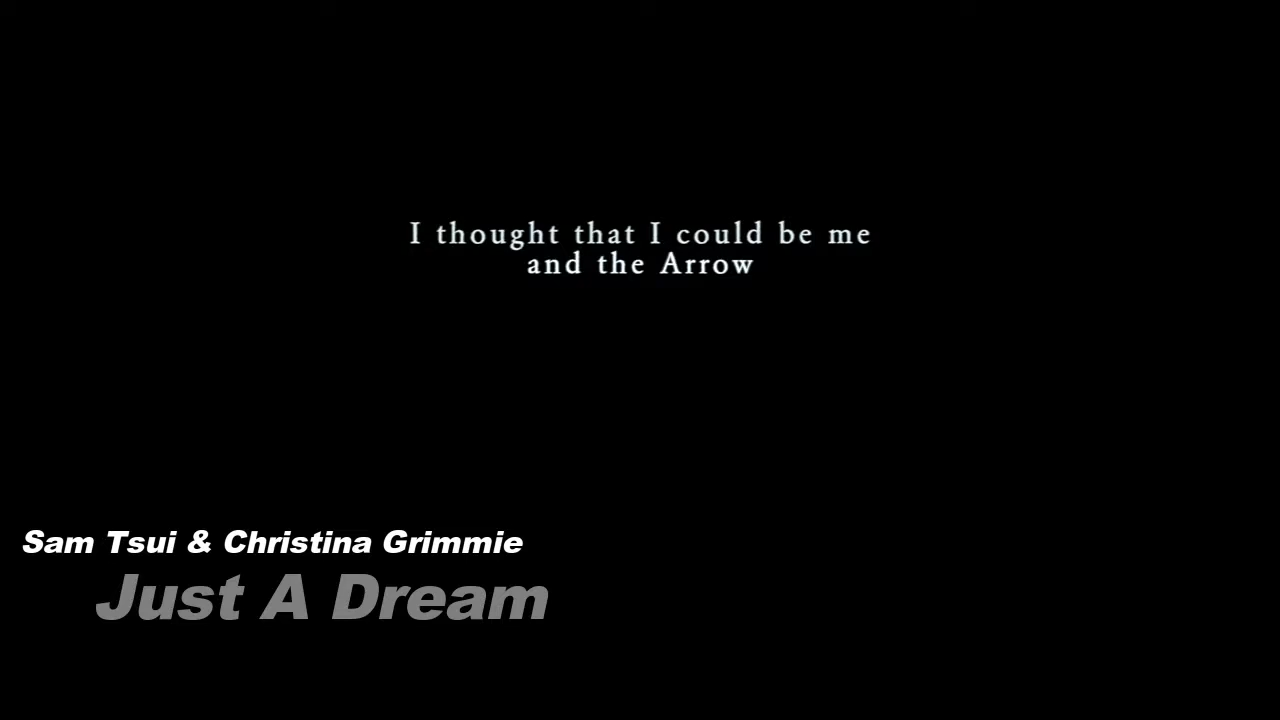 I thought that I could be me
and the Arrow
Sam Tsui & Christina Grimmie
Just A Dream